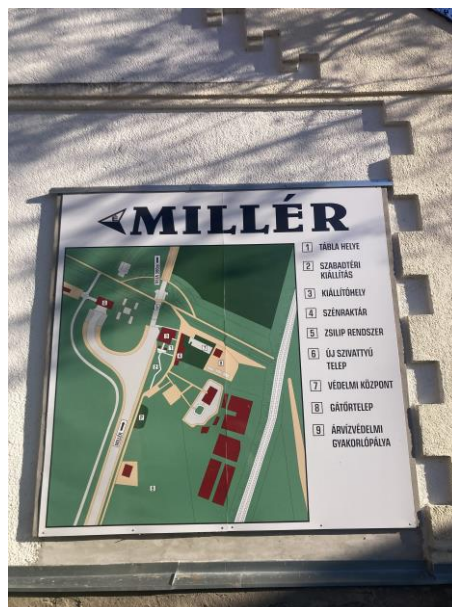 É
MILLÉR
1 TÁBLA HELYE
2 SZABADTÉRI
KIÁLLÍTÁS
3 KIÁLLÍTÓHELY
4 SZÉNRAKTÁR
5 ZSILIP RENDSZER
6 ÚJ SZIVATTYÚ
TELEP
7 VÉDELMI KÖZPONT
8 GÁTŐRTELEP
9 ÁRVÍZVÉDELMI
GYAKORLÓPÁLYA